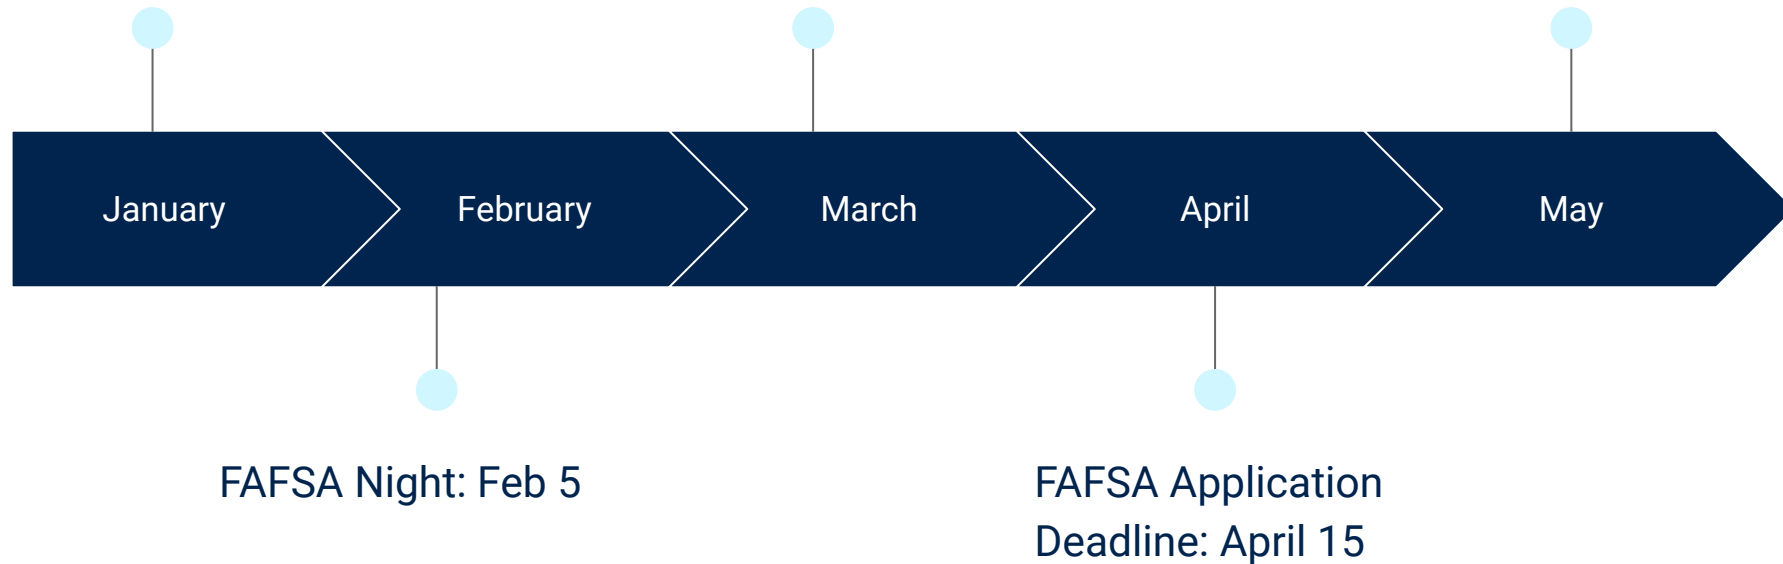 January
February
March
April
May
FAFSA Night: Feb 5
FAFSA Application
Deadline: April 15